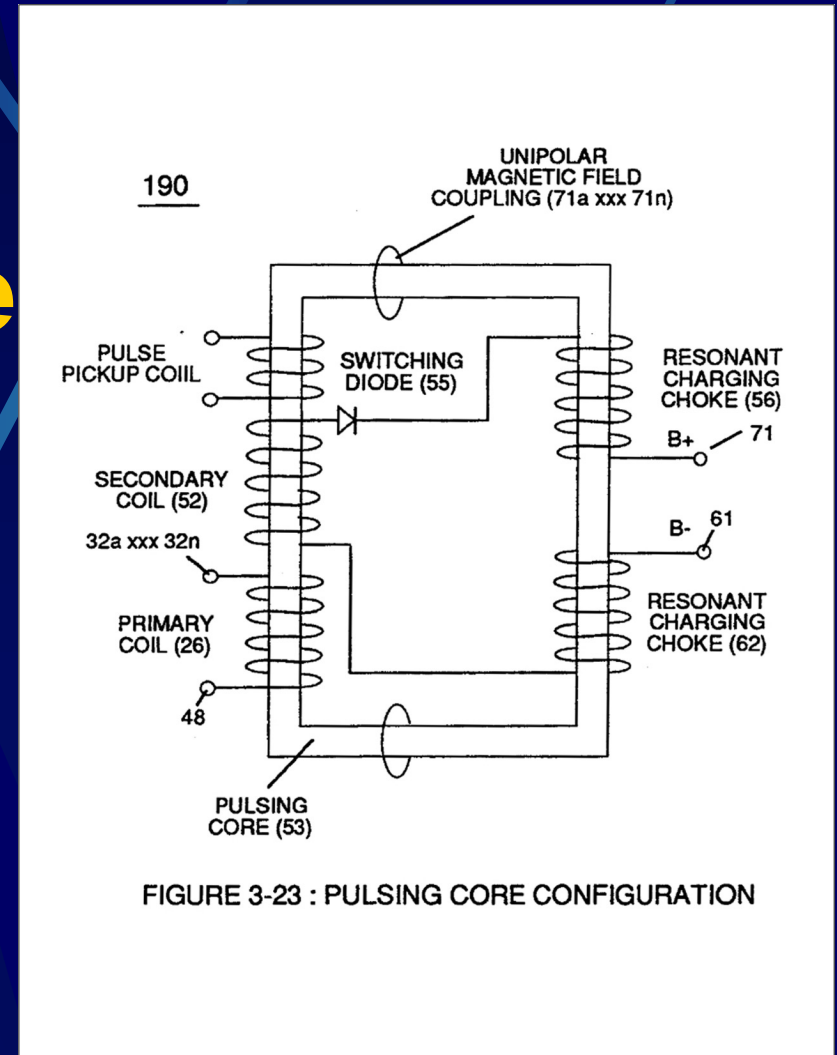 e
190
UNIPOLAR
MAGNETIC FIELD
COUPLING (71a xxx 71n)
PULSE
PICKUP COIIL
SWITCHING
DIODE (55)
RESONANT
CHARGING
CHOKE (56)
B+
71
SECONDARY
COIL (52)
B-
61
32a xxx 32n
PRIMARY
COIL (26)
RESONANT
CHARGING
CHOKE (62)
48
PULSING
CORE (53)
FIGURE 3-23 : PULSING CORE CONFIGURATION